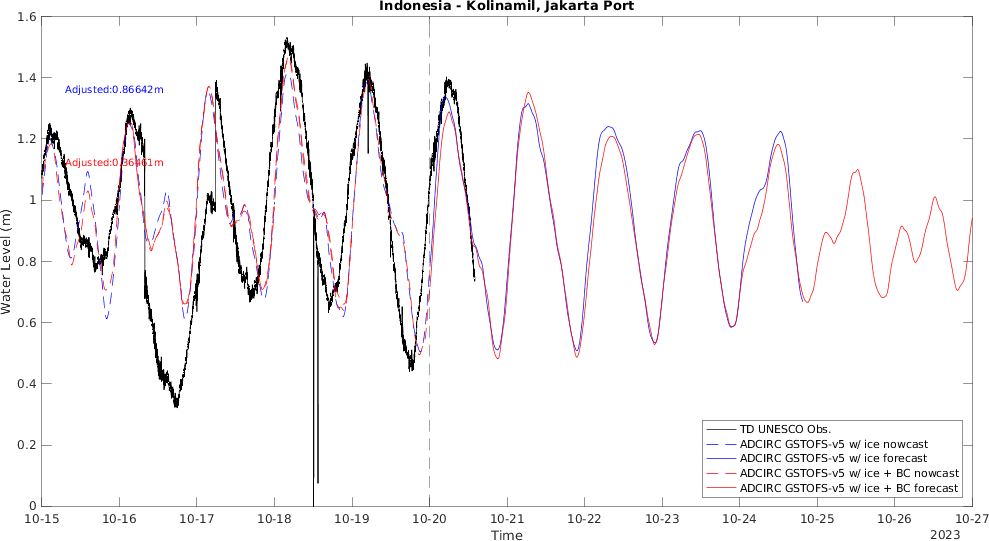 Indonesia - Kolinamil, Jakarta Port
1.6
1.4
1.2
1
0.8
0.6
0.4
0.2
0
Water Level (m)
Adjusted:0.86642m
Adjusted:0.36461m
TD UNESCO Obs.
ADCIRC GSTOFS-v5 w/ ice nowcast
ADCIRC GSTOFS-v5 w/ ice forecast
ADCIRC GSTOFS-v5 w/ ice + BC nowcast
ADCIRC GSTOFS-v5 w/ ice + BC forecast
10-15 10-16 10-17 10-18 10-19 10-20 10-21 10-22 10-23 10-24 10-25 10-26 10-27
Time
2023